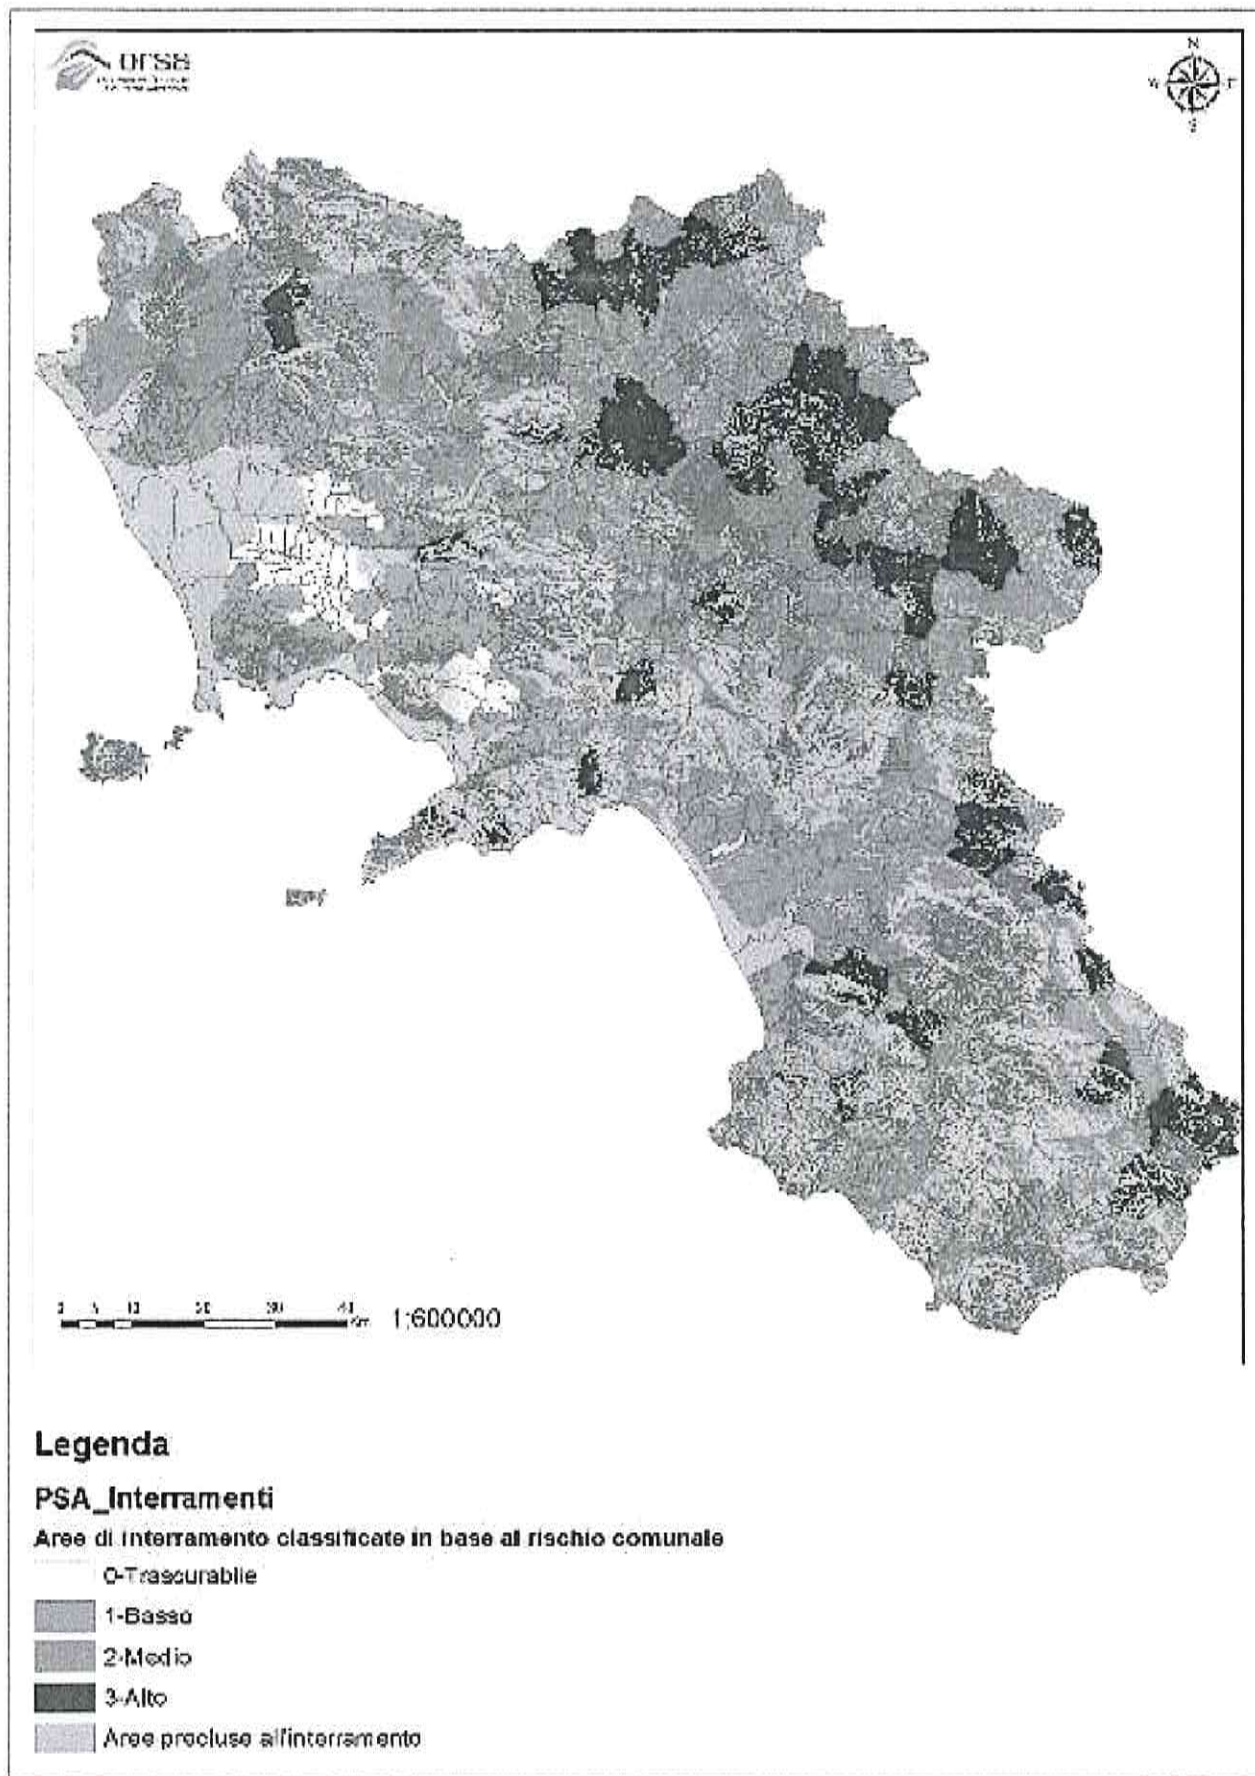 orsa
N
W E
S
1:600000
Legenda
PSA_Interramenti
Aree di interramento classificate in base al rischio comunale
0-Trascurabile
1-Basso
2-Medio
3-Alto
Aree precluse all'interramento